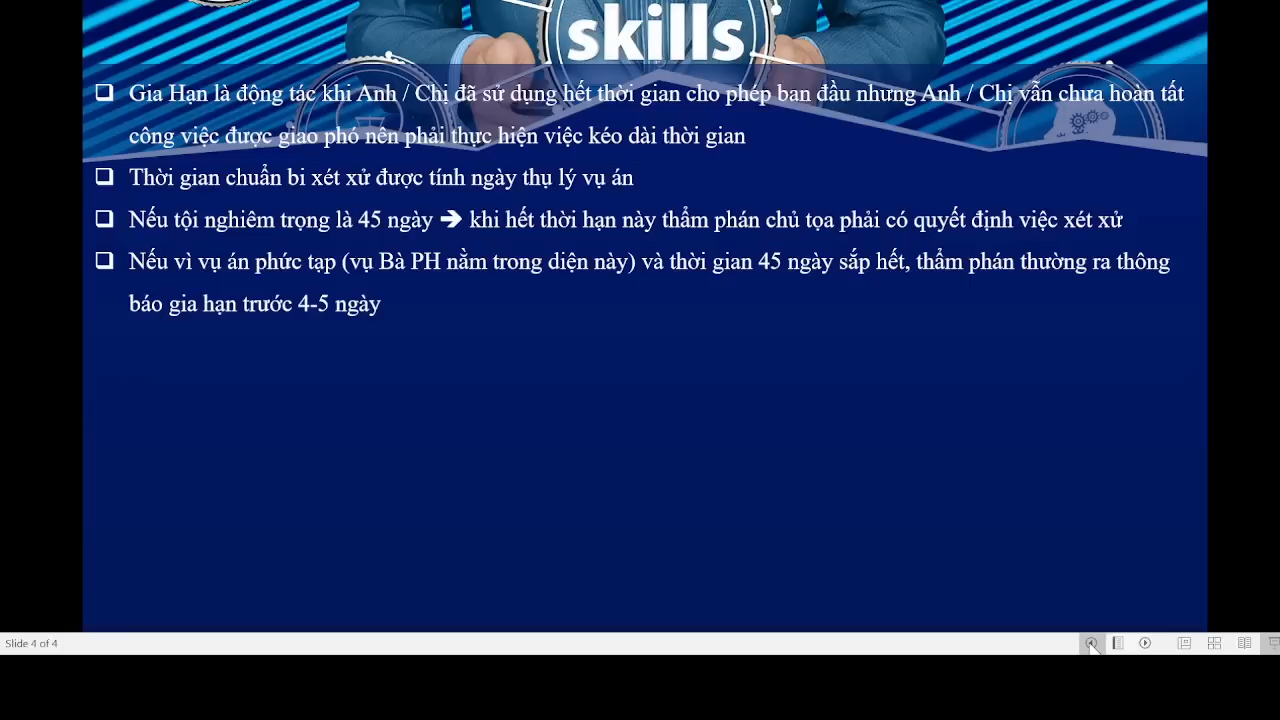 skills
Gia Hạn là động tác khi Anh / Chị đã sử dụng hết thời gian cho phép ban đầu nhưng Anh / Chị vẫn chưa hoàn tất
công việc được giao phó nên phải thực hiện việc kéo dài thời gian
Thời gian chuẩn bi xét xử được tính ngày thụ lý vụ án
Nếu tội nghiêm trọng là 45 ngày ➔ khi hết thời hạn này thẩm phán chủ tọa phải có quyết định việc xét xử
Nếu vì vụ án phức tạp (vụ Bà PH nằm trong diện này) và thời gian 45 ngày sắp hết, thẩm phán thường ra thông
báo gia hạn trước 4-5 ngày
Slide 4 of 4